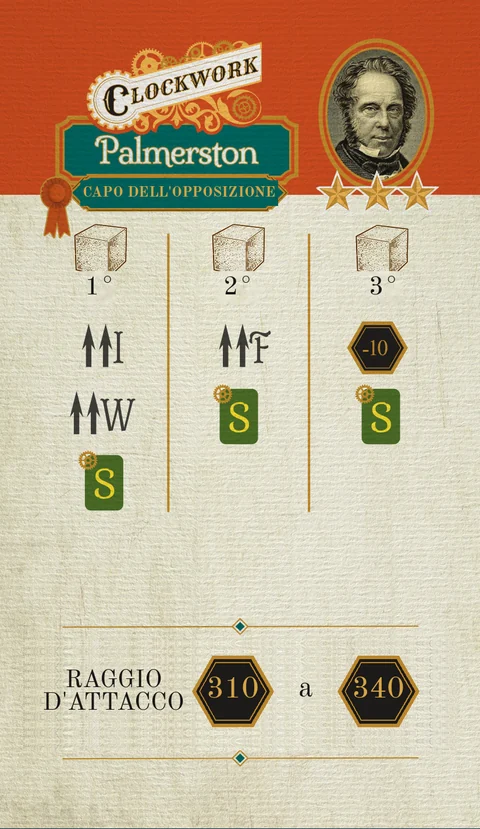 CLOCKWORK
Palmerston
CAPO DELL'OPPOSIZIONE
1° 2° 3°
↑↑I ↑↑F -10
↑↑W S S
S
RAGGIO
D'ATTACCO 310 a 340